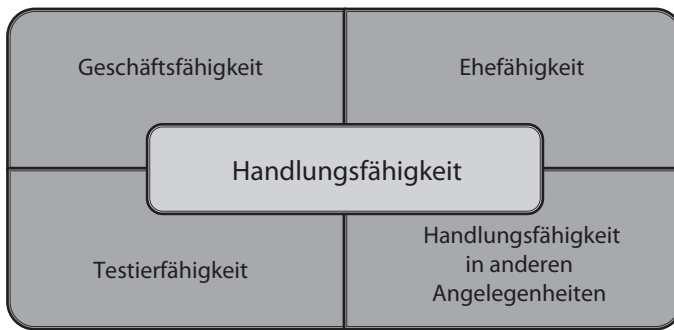 Geschäftsfähigkeit
Ehefähigkeit
Handlungsfähigkeit
Testierfähigkeit
Handlungsfähigkeit
in anderen
Angelegenheiten